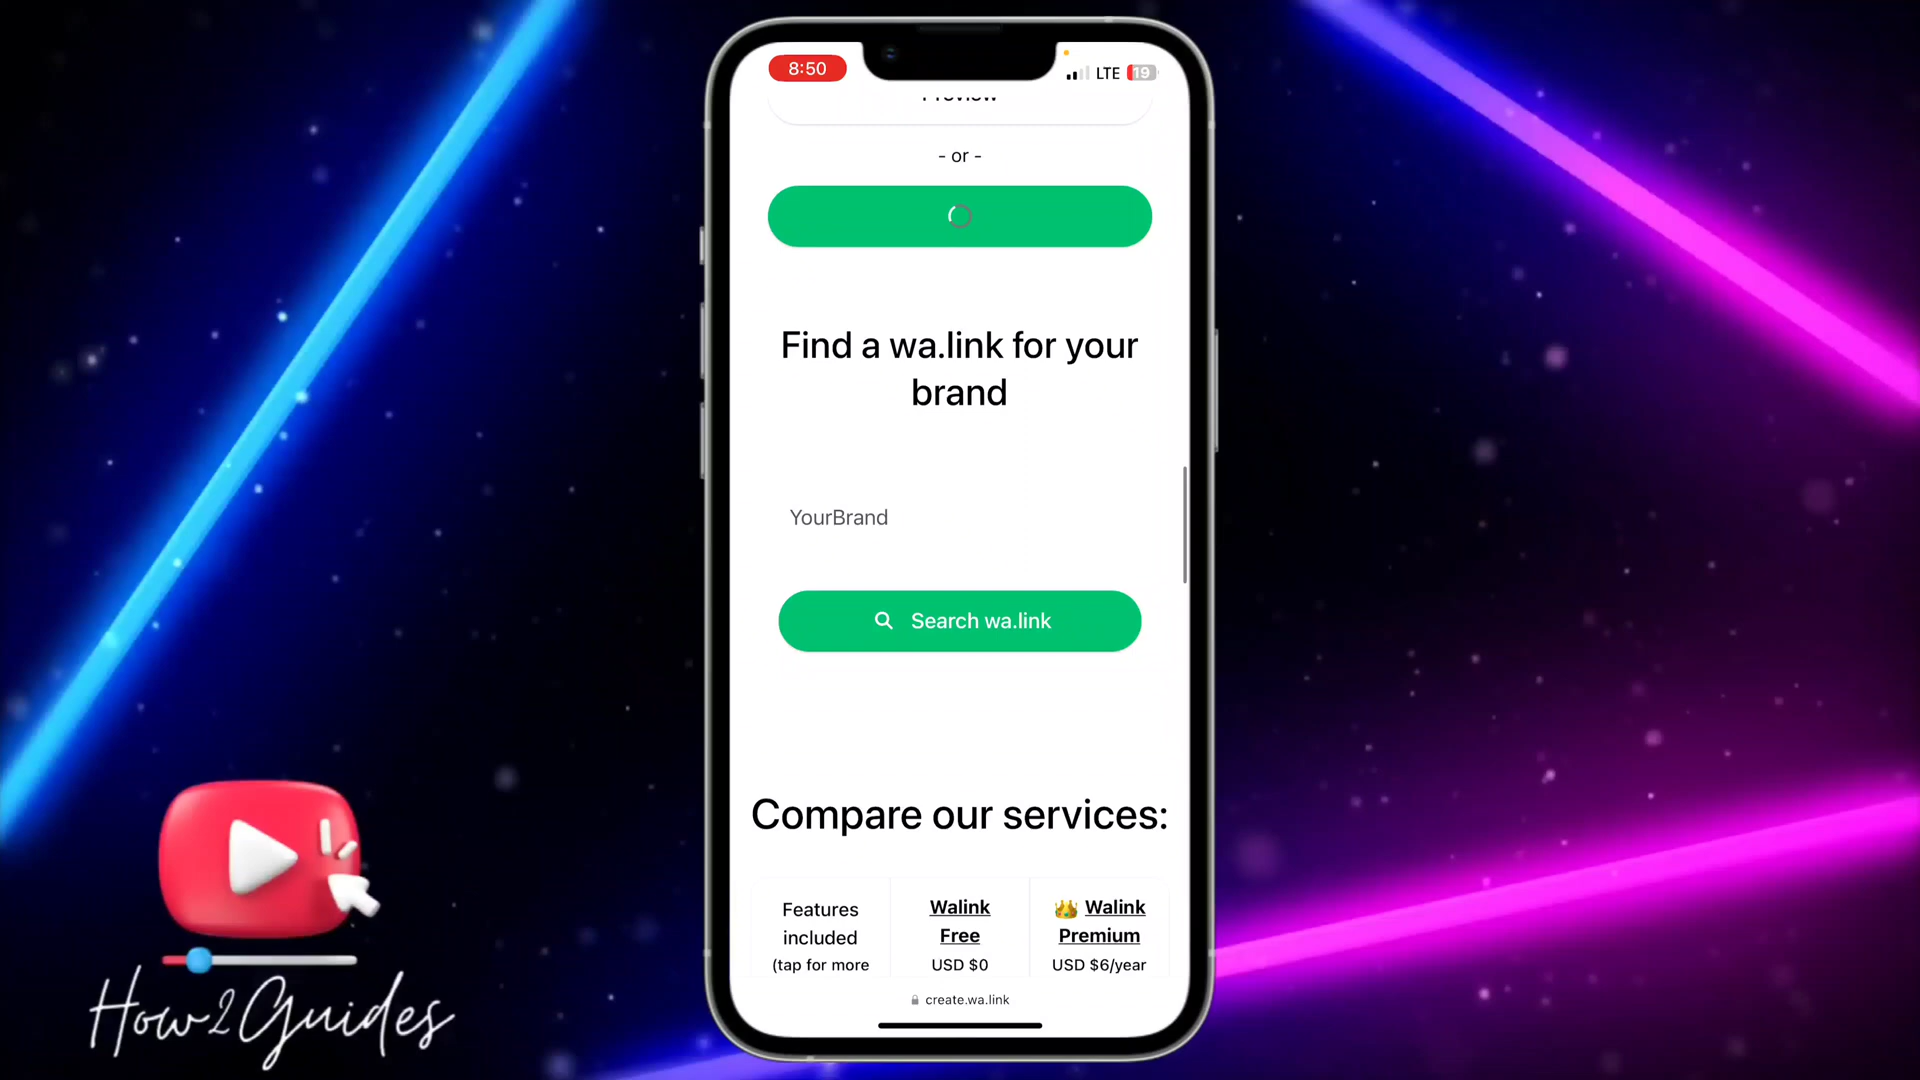 8:50
LTE 19
Preview
- or -
Find a wa.link for your
brand
YourBrand
Search wa.link
Compare our services:
Features
included
(tap for more
Walink
Free
USD $0
Walink
Premium
USD $6/year
create.wa.link
How2Guides